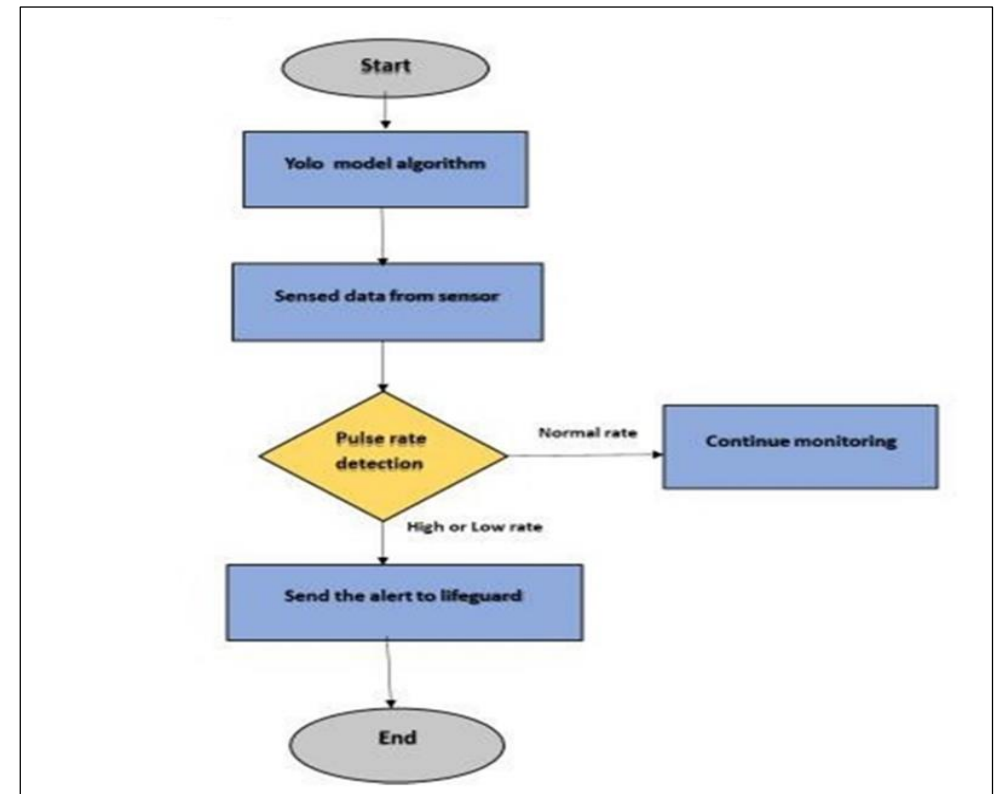 Start
Yolo model algorithm
Sensed data from sensor
Pulse rate
detection
Normal rate
Continue monitoring
High or Low rate
Send the alert to lifeguard
End